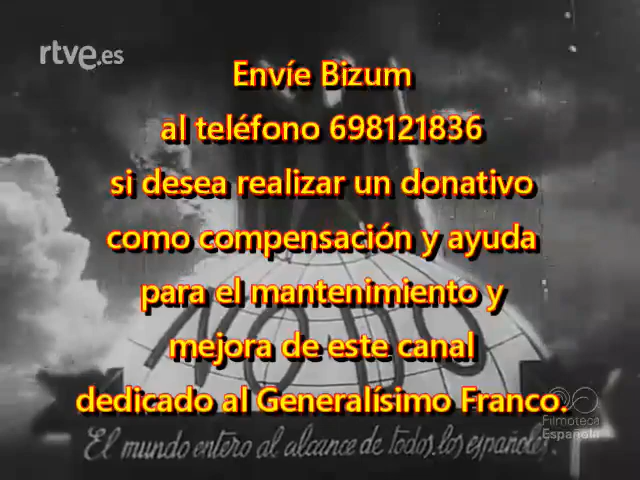 rtve.es
Envíe Bizum
al teléfono 698121836
si desea realizar un donativo
como compensación y ayuda
para el mantenimiento y
NO-DO
mejora de este canal
dedicado al Generalísimo Franco.
Filmoteca
Española
El mundo entero al alcance de todos los españoles.